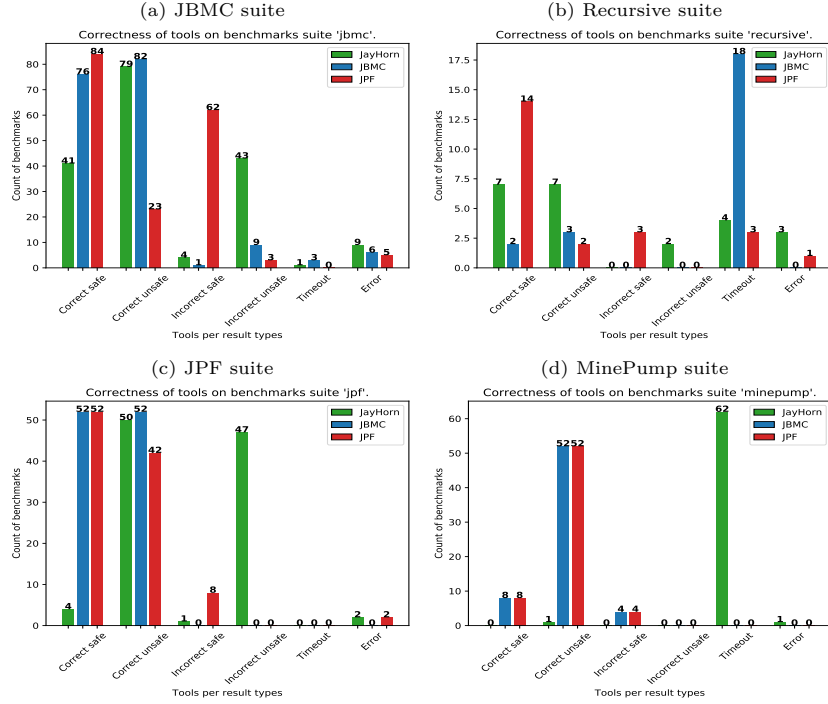 (a) JBMC suite
Correctness of tools on benchmarks suite 'jbmc'.
JayHorn
JBMC
JPF
Count of benchmarks
80
70
60
50
40
30
20
10
0
41 76 84
79 82 23
4 1 62
43 9 3
1 3 0
9 6 5
Correct safe
Correct unsafe
Incorrect safe
Incorrect unsafe
Timeout
Error
Tools per result types
(b) Recursive suite
Correctness of tools on benchmarks suite 'recursive'.
JayHorn
JBMC
JPF
Count of benchmarks
17.5
15.0
12.5
10.0
7.5
5.0
2.5
0.0
7 2 14
7 3 2
0 0 3
2 0 0
4 18 3
3 0 1
Correct safe
Correct unsafe
Incorrect safe
Incorrect unsafe
Timeout
Error
Tools per result types
(c) JPF suite
Correctness of tools on benchmarks suite 'jpf'.
JayHorn
JBMC
JPF
Count of benchmarks
50
40
30
20
10
0
4 52 52
50 52 42
1 0 8
47 0 0
0 0 0
2 0 2
Correct safe
Correct unsafe
Incorrect safe
Incorrect unsafe
Timeout
Error
Tools per result types
(d) MinePump suite
Correctness of tools on benchmarks suite 'minepump'.
JayHorn
JBMC
JPF
Count of benchmarks
60
50
40
30
20
10
0
0 8 8
1 52 52
0 4 4
0 0 0
62 0 0
1 0 0
Correct safe
Correct unsafe
Incorrect safe
Incorrect unsafe
Timeout
Error
Tools per result types